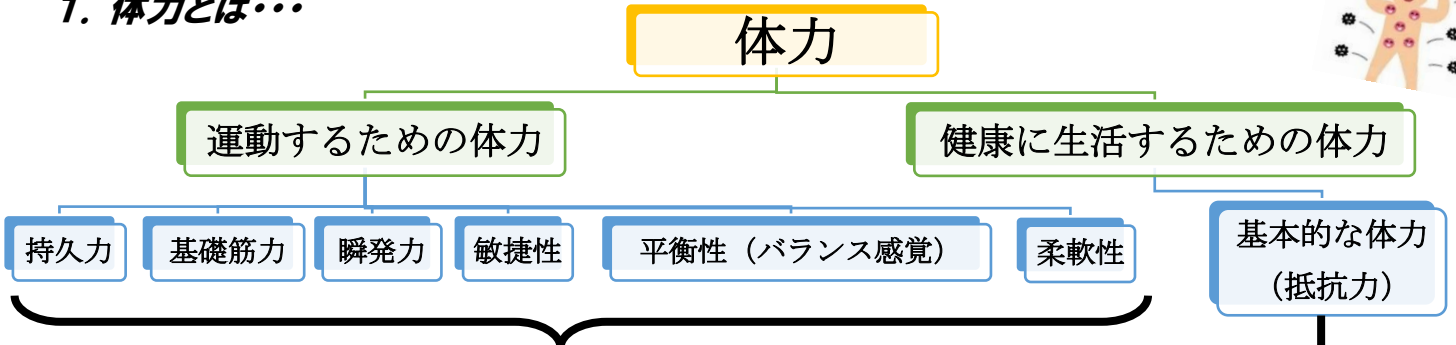 1. 体力とは･･･
体力
運動するための体力
健康に生活するための体力
持久力
基礎筋力
瞬発力
敏捷性
平衡性（バランス感覚）
柔軟性
基本的な体力
（抵抗力）